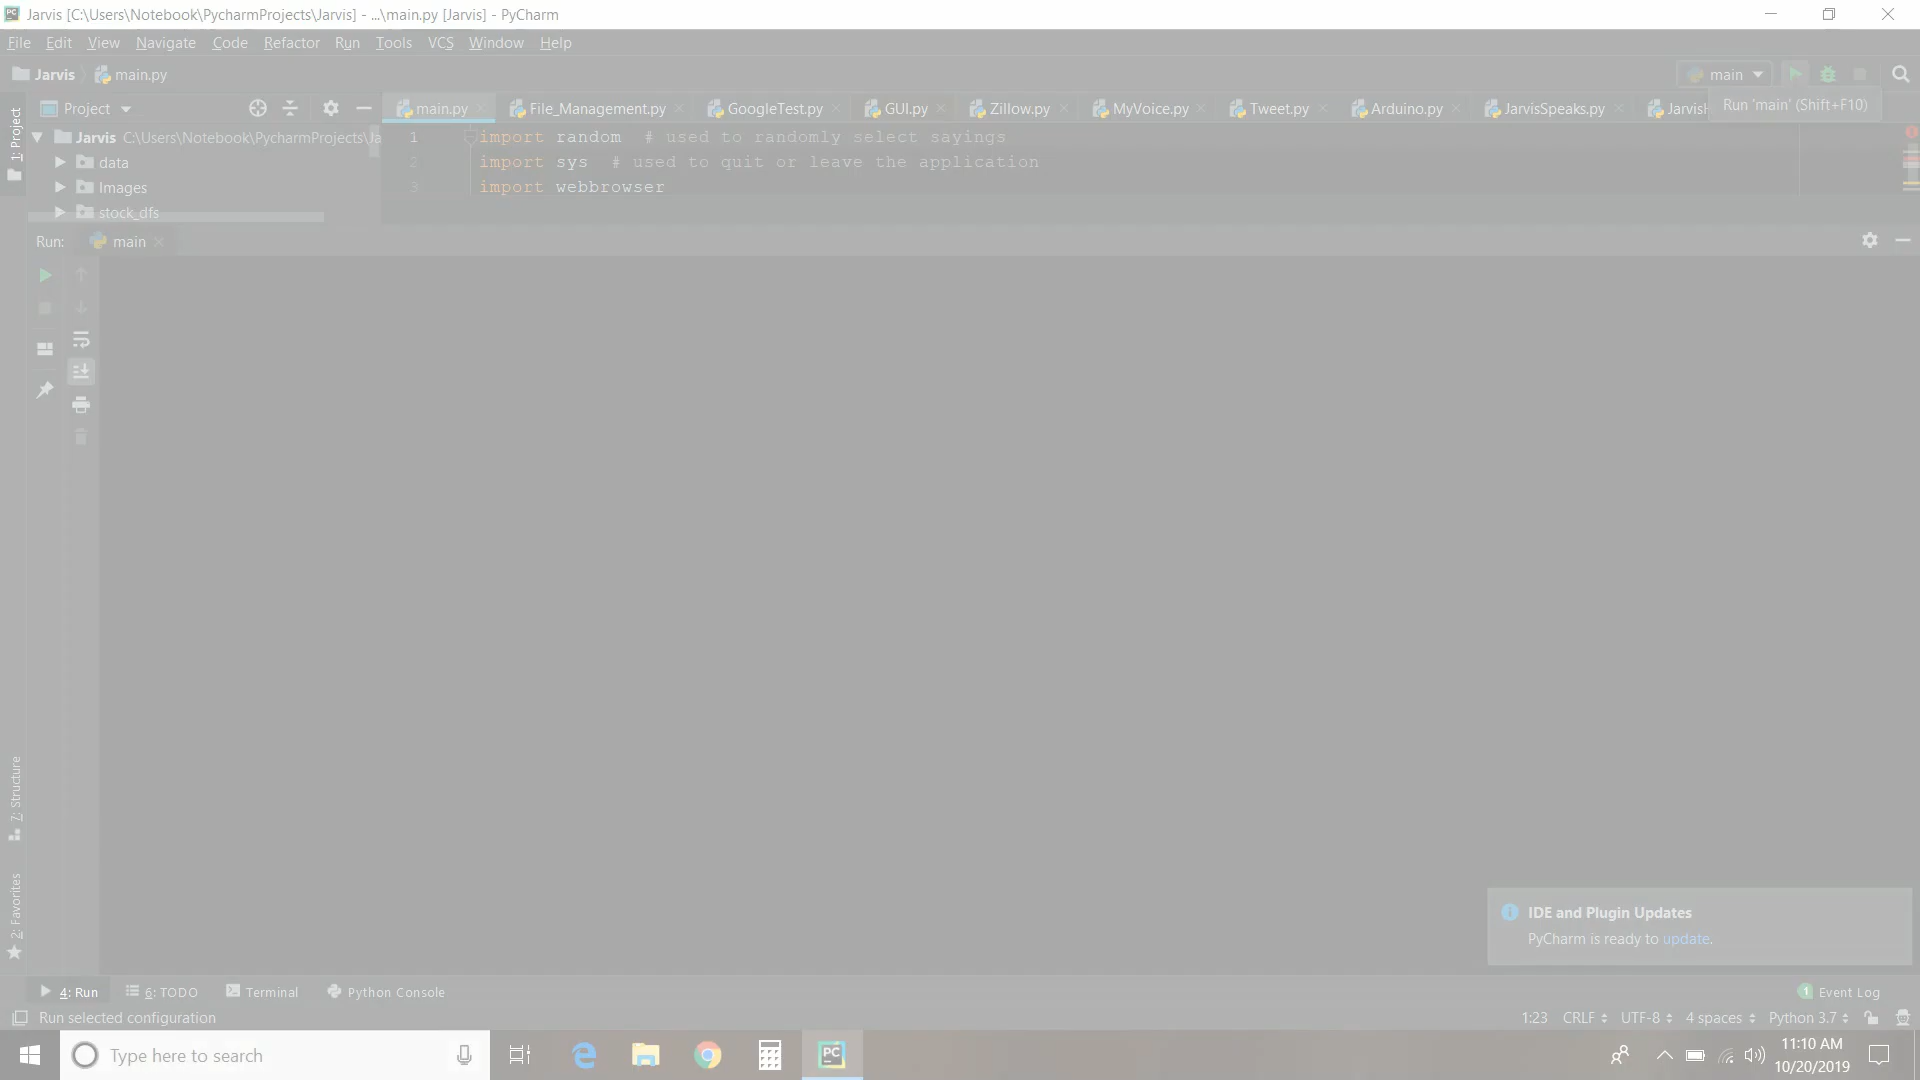 Jarvis [C:\Users\Notebook\PycharmProjects\Jarvis] - ...\main.py [Jarvis] - PyCharm
File Edit View Navigate Code Refactor Run Tools VCS Window Help
Jarvis main.py main
Project main.py File_Management.py GoogleTest.py GUI.py Zillow.py MyVoice.py Tweet.py Arduino.py JarvisSpeaks.py
Run 'main' (Shift+F10)
1: Project
Jarvis C:\Users\Notebook\PycharmProjects\Ja
data
Images
stock_dfs
1 import random # used to randomly select sayings
2 import sys # used to quit or leave the application
3 import webbrowser
Run: main
7: Structure
2: Favorites
IDE and Plugin Updates
PyCharm is ready to update.
4: Run 6: TODO Terminal Python Console 1 Event Log
Run selected configuration 1:23 CRLF UTF-8 4 spaces Python 3.7
Type here to search PC 11:10 AM
10/20/2019